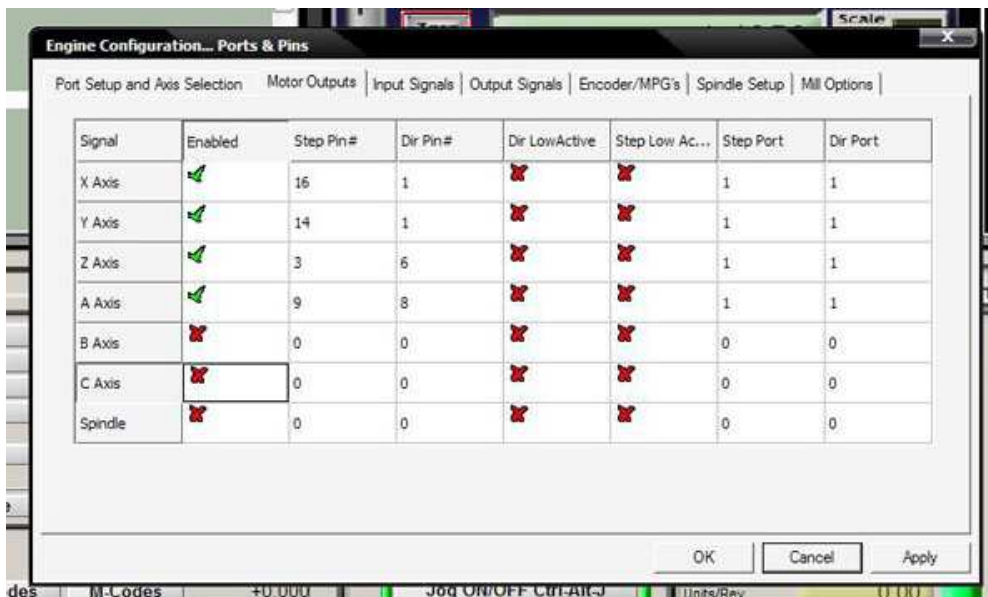 Scale
Engine Configuration... Ports & Pins
X
Port Setup and Axis Selection Motor Outputs Input Signals Output Signals Encoder/MPG's Spindle Setup Mill Options
Signal Enabled Step Pin# Dir Pin# Dir LowActive Step Low Ac... Step Port Dir Port
X Axis 16 1 1 1
Y Axis 14 1 1 1
Z Axis 3 6 1 1
A Axis 9 8 1 1
B Axis 0 0 0 0
C Axis 0 0 0 0
Spindle 0 0 0 0
OK Cancel Apply
des M-Codes +0.000 Jog ON/OFF Ctrl-Alt-J Units/Rev 0.00